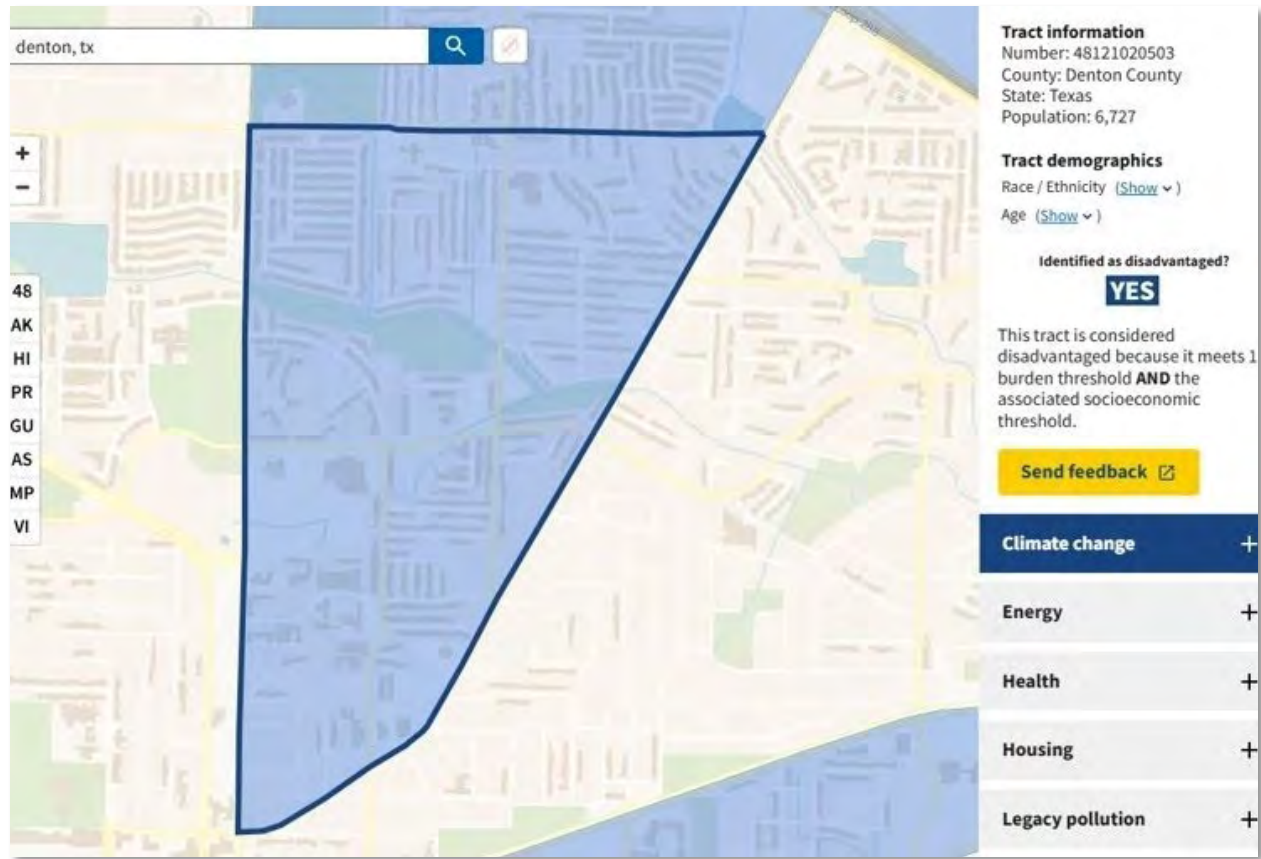 denton, tx
+
−
48
AK
HI
PR
GU
AS
MP
VI
Tract information
Number: 48121020503
County: Denton County
State: Texas
Population: 6,727
Tract demographics
Race / Ethnicity (Show ⌄ )
Age (Show ⌄ )
Identified as disadvantaged?
YES
This tract is considered
disadvantaged because it meets 1
burden threshold AND the
associated socioeconomic
threshold.
Send feedback
Climate change +
Energy +
Health +
Housing +
Legacy pollution +